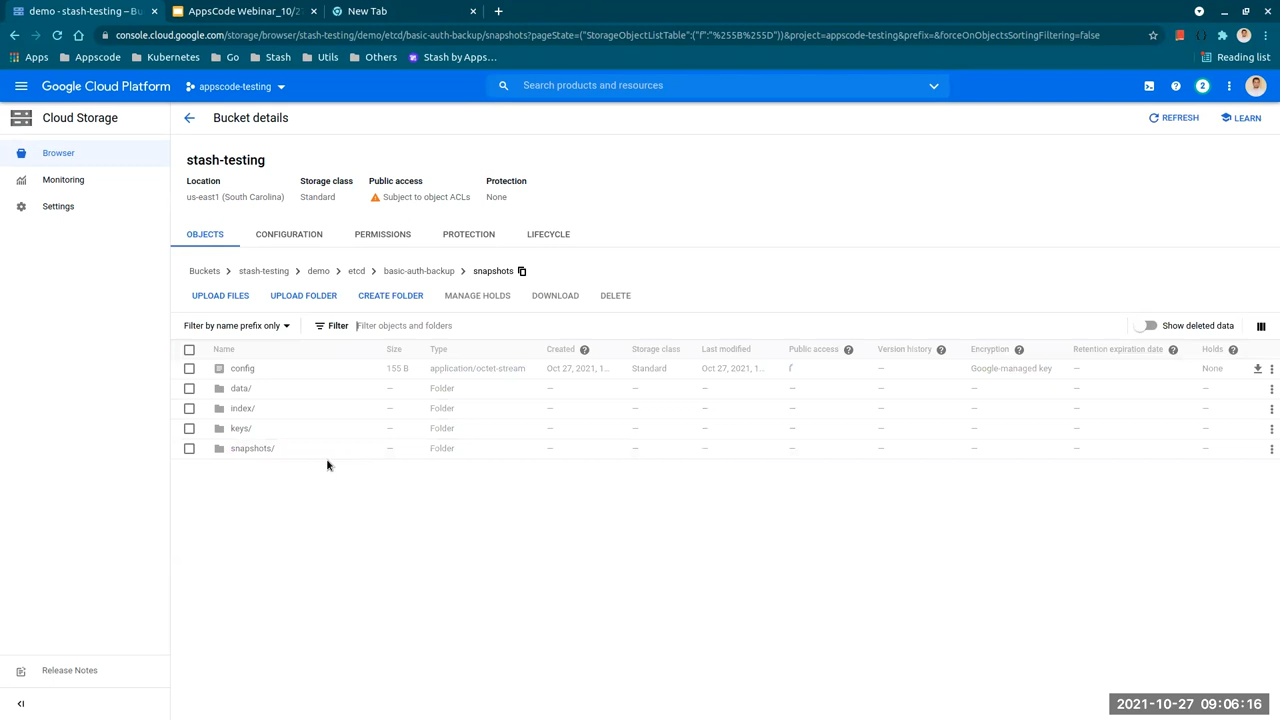 demo - stash-testing – Bu
AppsCode Webinar_10/2
New Tab
console.cloud.google.com/storage/browser/stash-testing/demo/etcd/basic-auth-backup/snapshots?pageState=("StorageObjectListTable":("f":"%255B%255D"))&project=appscode-testing&prefix=&forceOnObjectsSortingFiltering=false
Apps Appscode Kubernetes Go Stash Utils Others Stash by Apps… Reading list
Google Cloud Platform appscode-testing Search products and resources 2
Cloud Storage Bucket details REFRESH LEARN
Browser
Monitoring
Settings
stash-testing
Location Storage class Public access Protection
us-east1 (South Carolina) Standard Subject to object ACLs None
OBJECTS CONFIGURATION PERMISSIONS PROTECTION LIFECYCLE
Buckets > stash-testing > demo > etcd > basic-auth-backup > snapshots
UPLOAD FILES UPLOAD FOLDER CREATE FOLDER MANAGE HOLDS DOWNLOAD DELETE
Filter by name prefix only Filter Filter objects and folders Show deleted data
Name Size Type Created Storage class Last modified Public access Version history Encryption Retention expiration date Holds
config 155 B application/octet-stream Oct 27, 2021, 1... Standard Oct 27, 2021, 1... — Google-managed key — None
data/ — Folder — — — — — — — —
index/ — Folder — — — — — — — —
keys/ — Folder — — — — — — — —
snapshots/ — Folder — — — — — — — —
Release Notes
2021-10-27 09:06:16